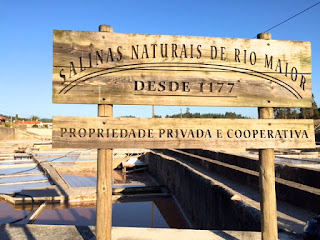 SALINAS NATURAIS DE RIO MAIOR
DESDE 1177
PROPRIEDADE PRIVADA E COOPERATIVA